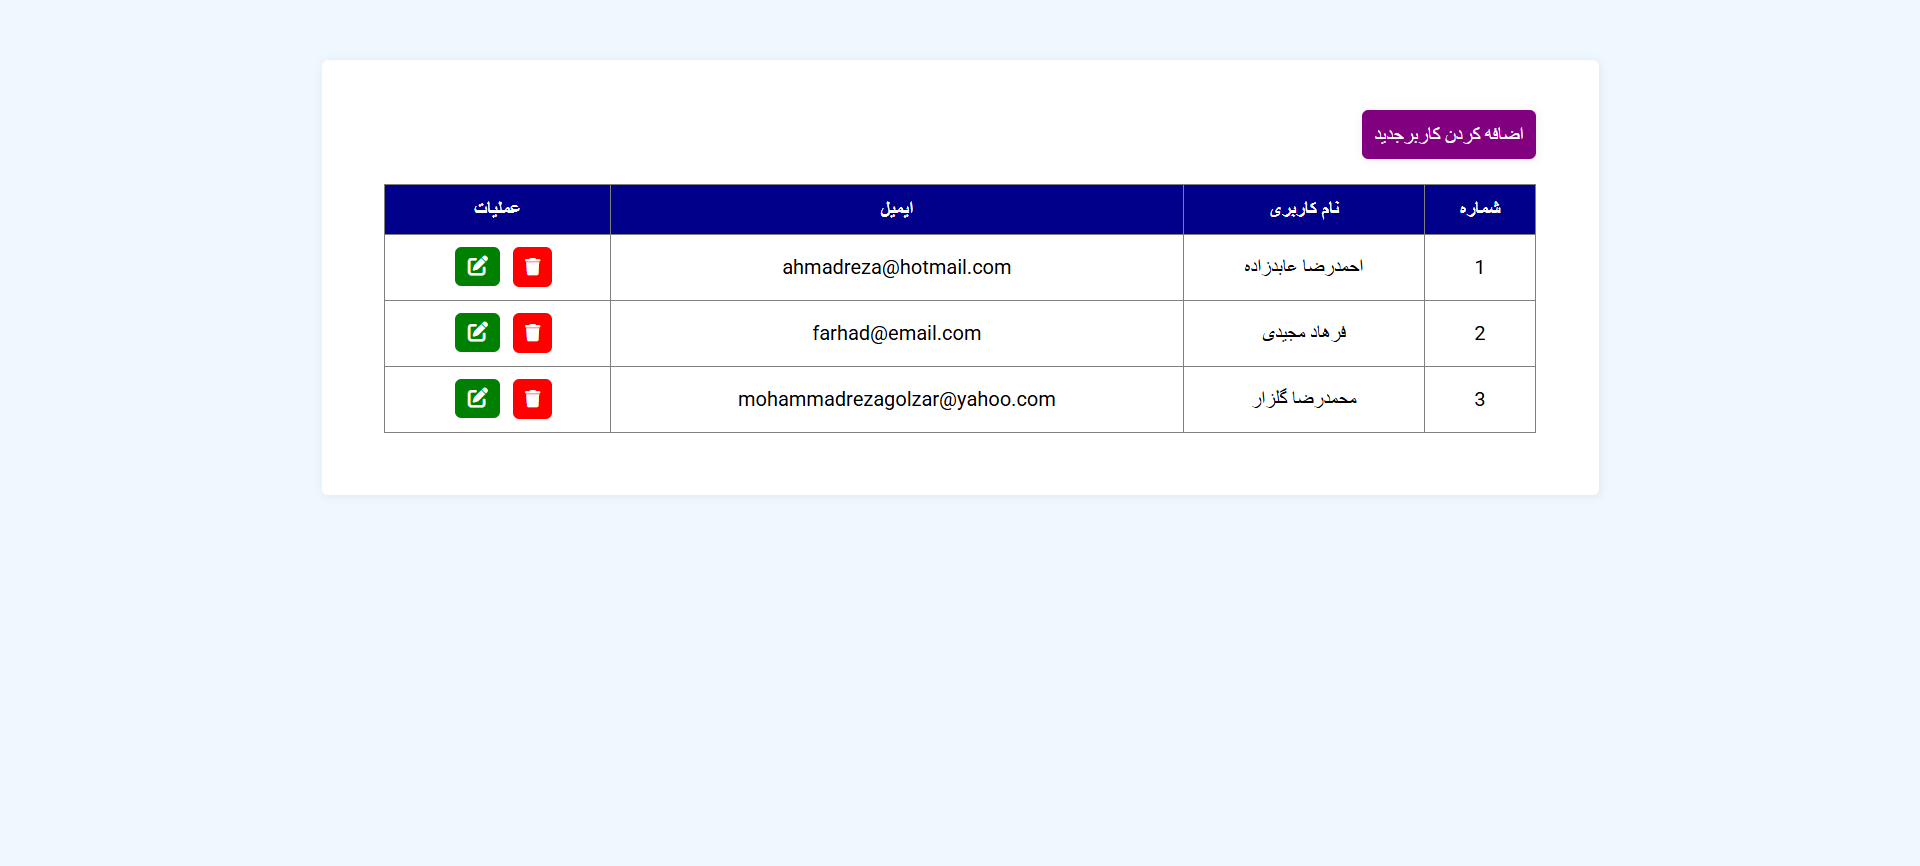 اضافه کردن کاربرجدید
شماره نام کاربری ایمیل عملیات
1 احمدرضا عابدزاده ahmadreza@hotmail.com
2 فرهاد مجیدی farhad@email.com
3 محمدرضا گلزار mohammadrezagolzar@yahoo.com